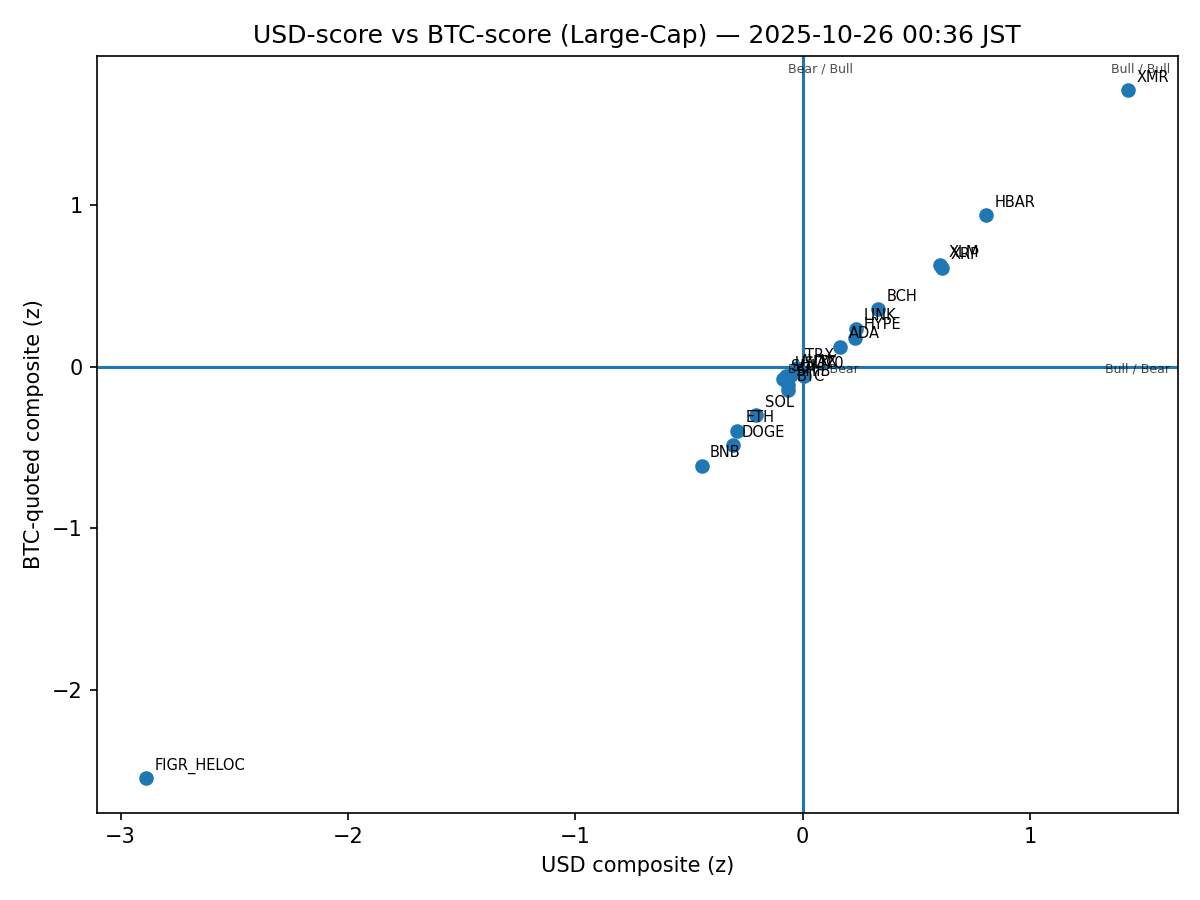 USD-score vs BTC-score (Large-Cap) — 2025-10-26 00:36 JST
Bear / Bull
Bull / Bull
XMR
HBAR
XLM
XRP
BCH
LINK
HYPE
ADA
TRX
BTC
Bull / Bear
SOL
ETH
DOGE
BNB
FIGR_HELOC
1
0
−1
−2
BTC-quoted composite (z)
−3
−2
−1
0
1
USD composite (z)